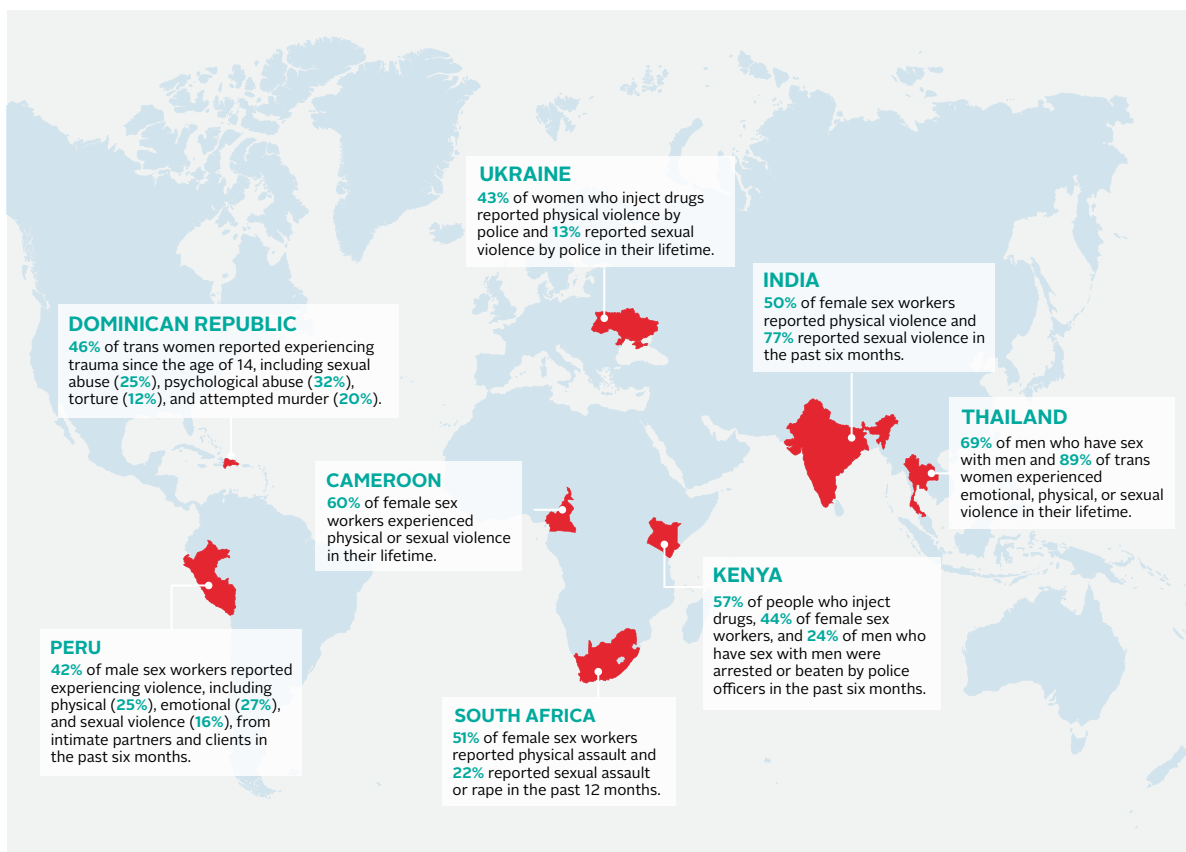 UKRAINE
43% of women who inject drugs
reported physical violence by
police and 13% reported sexual
violence by police in their lifetime.
INDIA
50% of female sex workers
reported physical violence and
77% reported sexual violence in
the past six months.
DOMINICAN REPUBLIC
46% of trans women reported experiencing
trauma since the age of 14, including sexual
abuse (25%), psychological abuse (32%),
torture (12%), and attempted murder (20%).
THAILAND
69% of men who have sex
with men and 89% of trans
women experienced
emotional, physical, or sexual
violence in their lifetime.
CAMEROON
60% of female sex
workers experienced
physical or sexual violence
in their lifetime.
KENYA
57% of people who inject
drugs, 44% of female sex
workers, and 24% of men who
have sex with men were
arrested or beaten by police
officers in the past six months.
PERU
42% of male sex workers reported
experiencing violence, including
physical (25%), emotional (27%),
and sexual violence (16%), from
intimate partners and clients in
the past six months.
SOUTH AFRICA
51% of female sex workers
reported physical assault and
22% reported sexual assault
or rape in the past 12 months.